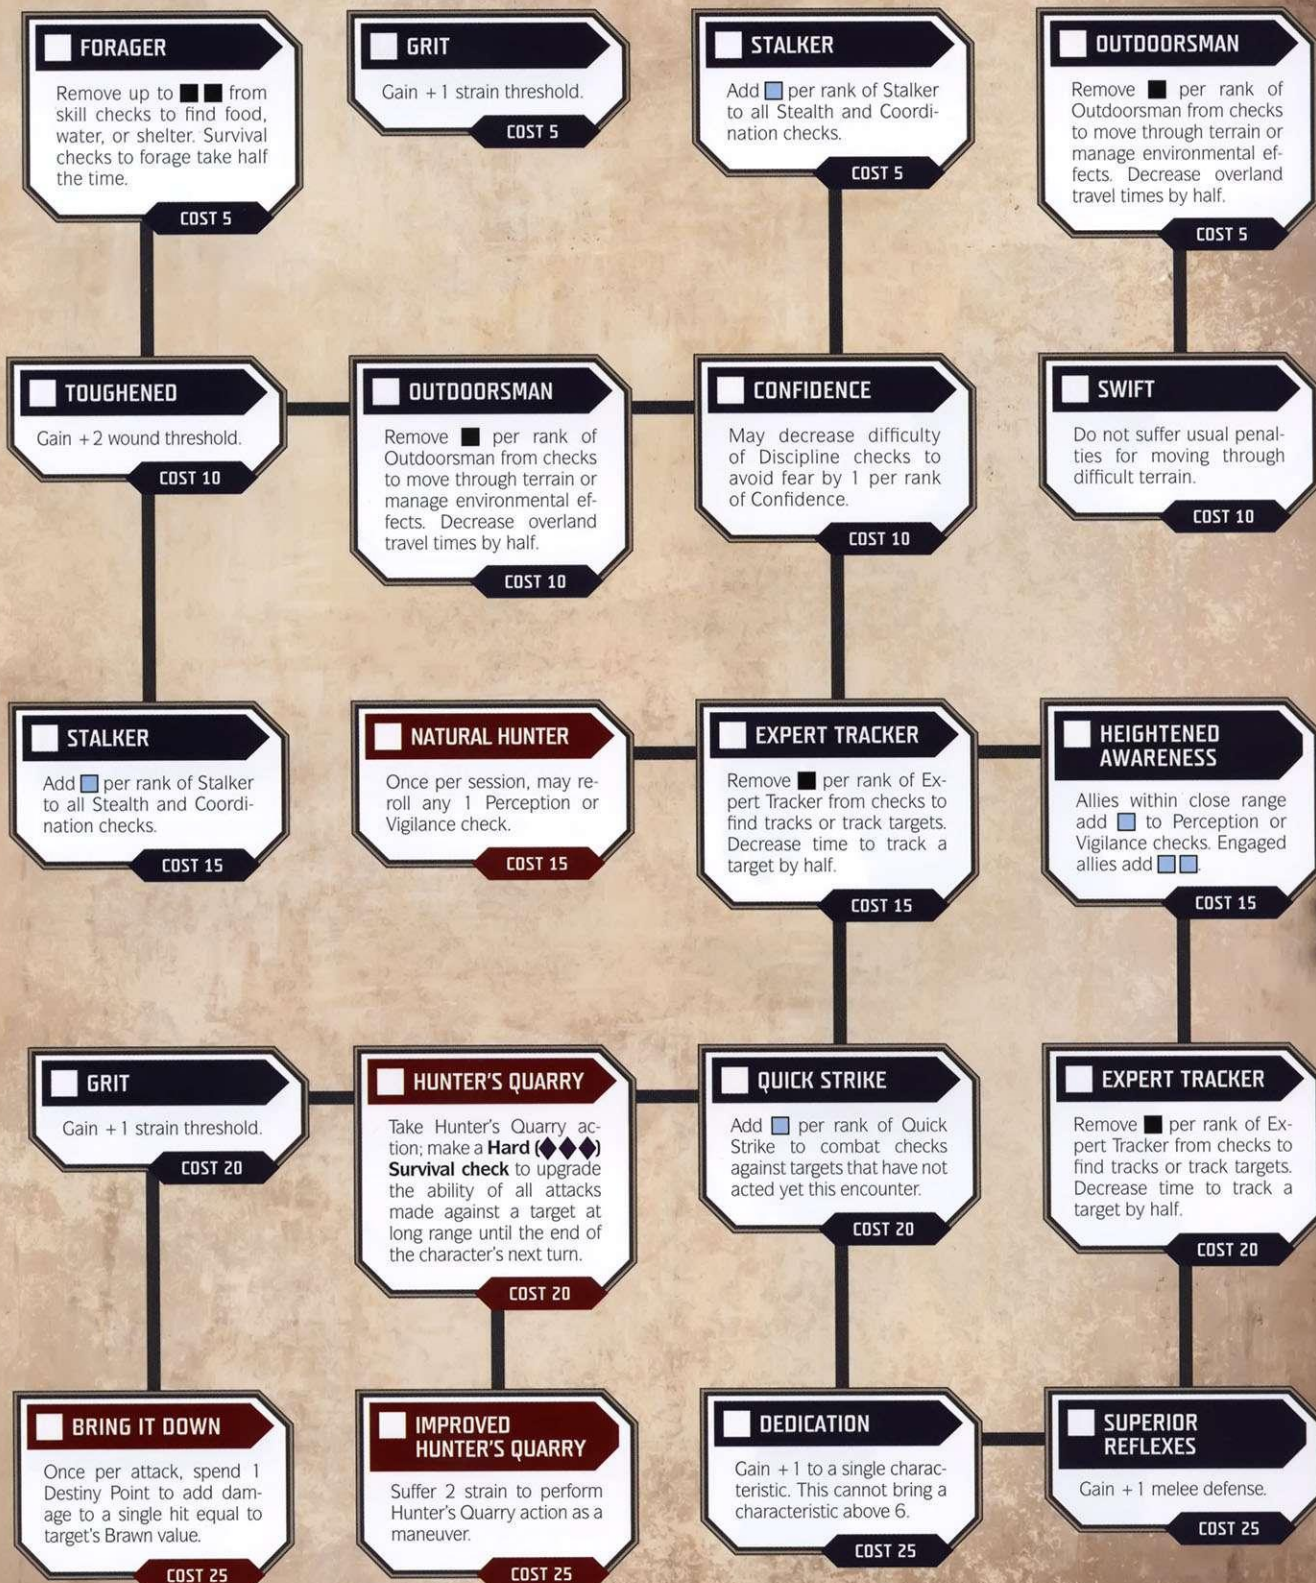 FORAGER
Remove up to from
skill checks to find food,
water, or shelter. Survival
checks to forage take half
the time.
COST 5
GRIT
Gain +1 strain threshold.
COST 5
STALKER
Add per rank of Stalker
to all Stealth and Coordi-
nation checks.
COST 5
OUTDOORSMAN
Remove per rank of
Outdoorsman from checks
to move through terrain or
manage environmental ef-
fects. Decrease overland
travel times by half.
COST 5
TOUGHENED
Gain +2 wound threshold.
COST 10
OUTDOORSMAN
Remove per rank of
Outdoorsman from checks
to move through terrain or
manage environmental ef-
fects. Decrease overland
travel times by half.
COST 10
CONFIDENCE
May decrease difficulty
of Discipline checks to
avoid fear by 1 per rank
of Confidence.
COST 10
SWIFT
Do not suffer usual penal-
ties for moving through
difficult terrain.
COST 10
STALKER
Add per rank of Stalker
to all Stealth and Coordi-
nation checks.
COST 15
NATURAL HUNTER
Once per session, may re-
roll any 1 Perception or
Vigilance check.
COST 15
EXPERT TRACKER
Remove per rank of Ex-
pert Tracker from checks to
find tracks or track targets.
Decrease time to track a
target by half.
COST 15
HEIGHTENED
AWARENESS
Allies within close range
add to Perception or
Vigilance checks. Engaged
allies add .
COST 15
GRIT
Gain +1 strain threshold.
COST 20
HUNTER'S QUARRY
Take Hunter's Quarry ac-
tion; make a Hard (◆◆◆)
Survival check to upgrade
the ability of all attacks
made against a target at
long range until the end of
the character's next turn.
COST 20
QUICK STRIKE
Add per rank of Quick
Strike to combat checks
against targets that have not
acted yet this encounter.
COST 20
EXPERT TRACKER
Remove per rank of Ex-
pert Tracker from checks to
find tracks or track targets.
Decrease time to track a
target by half.
COST 20
BRING IT DOWN
Once per attack, spend 1
Destiny Point to add dam-
age to a single hit equal to
target's Brawn value.
COST 25
IMPROVED
HUNTER'S QUARRY
Suffer 2 strain to perform
Hunter's Quarry action as a
maneuver.
COST 25
DEDICATION
Gain +1 to a single charac-
teristic. This cannot bring a
characteristic above 6.
COST 25
SUPERIOR
REFLEXES
Gain +1 melee defense.
COST 25